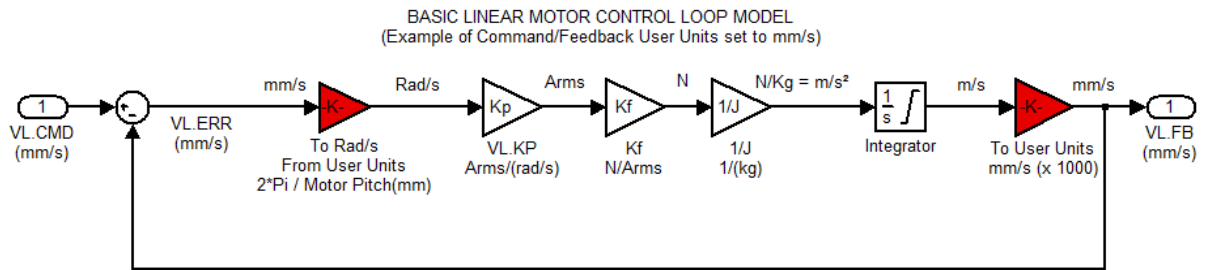 BASIC LINEAR MOTOR CONTROL LOOP MODEL
(Example of Command/Feedback User Units set to mm/s)
mm/s
Rad/s
Arms
N
N/Kg = m/s²
m/s
mm/s
1
VL.CMD
(mm/s)
+
-
VL.ERR
(mm/s)
-K-
To Rad/s
From User Units
2*Pi / Motor Pitch(mm)
Kp
VL.KP
Arms/(rad/s)
Kf
Kf
N/Arms
1/J
1/J
1/(kg)
1
s
Integrator
-K-
To User Units
mm/s (x 1000)
1
VL.FB
(mm/s)